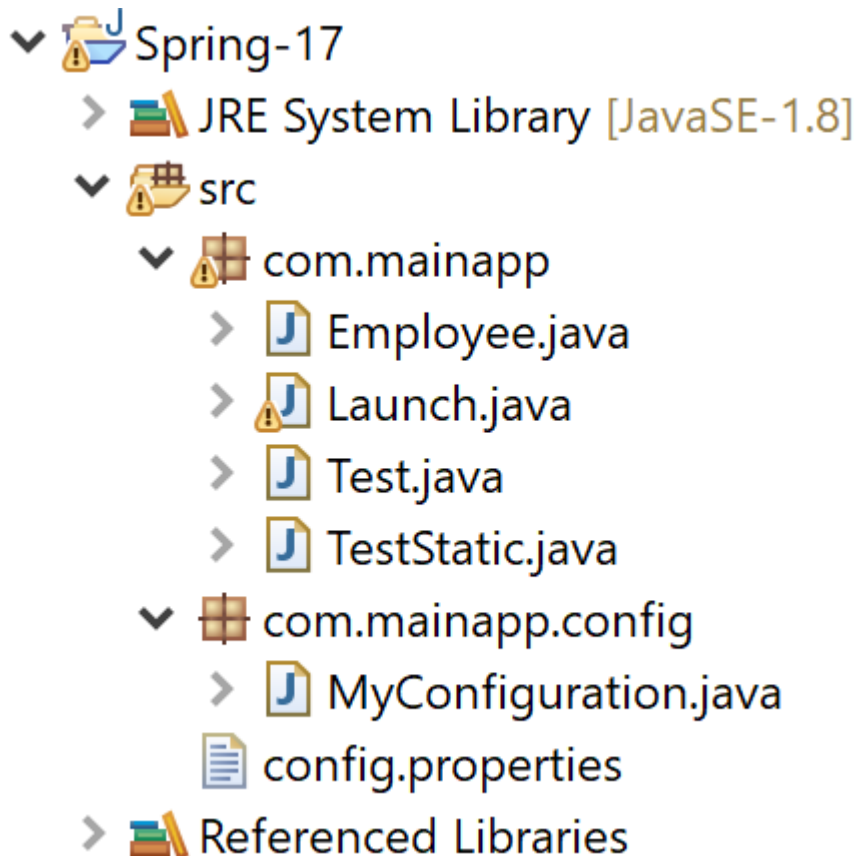 Spring-17
JRE System Library [JavaSE-1.8]
src
com.mainapp
Employee.java
Launch.java
Test.java
TestStatic.java
com.mainapp.config
MyConfiguration.java
config.properties
Referenced Libraries